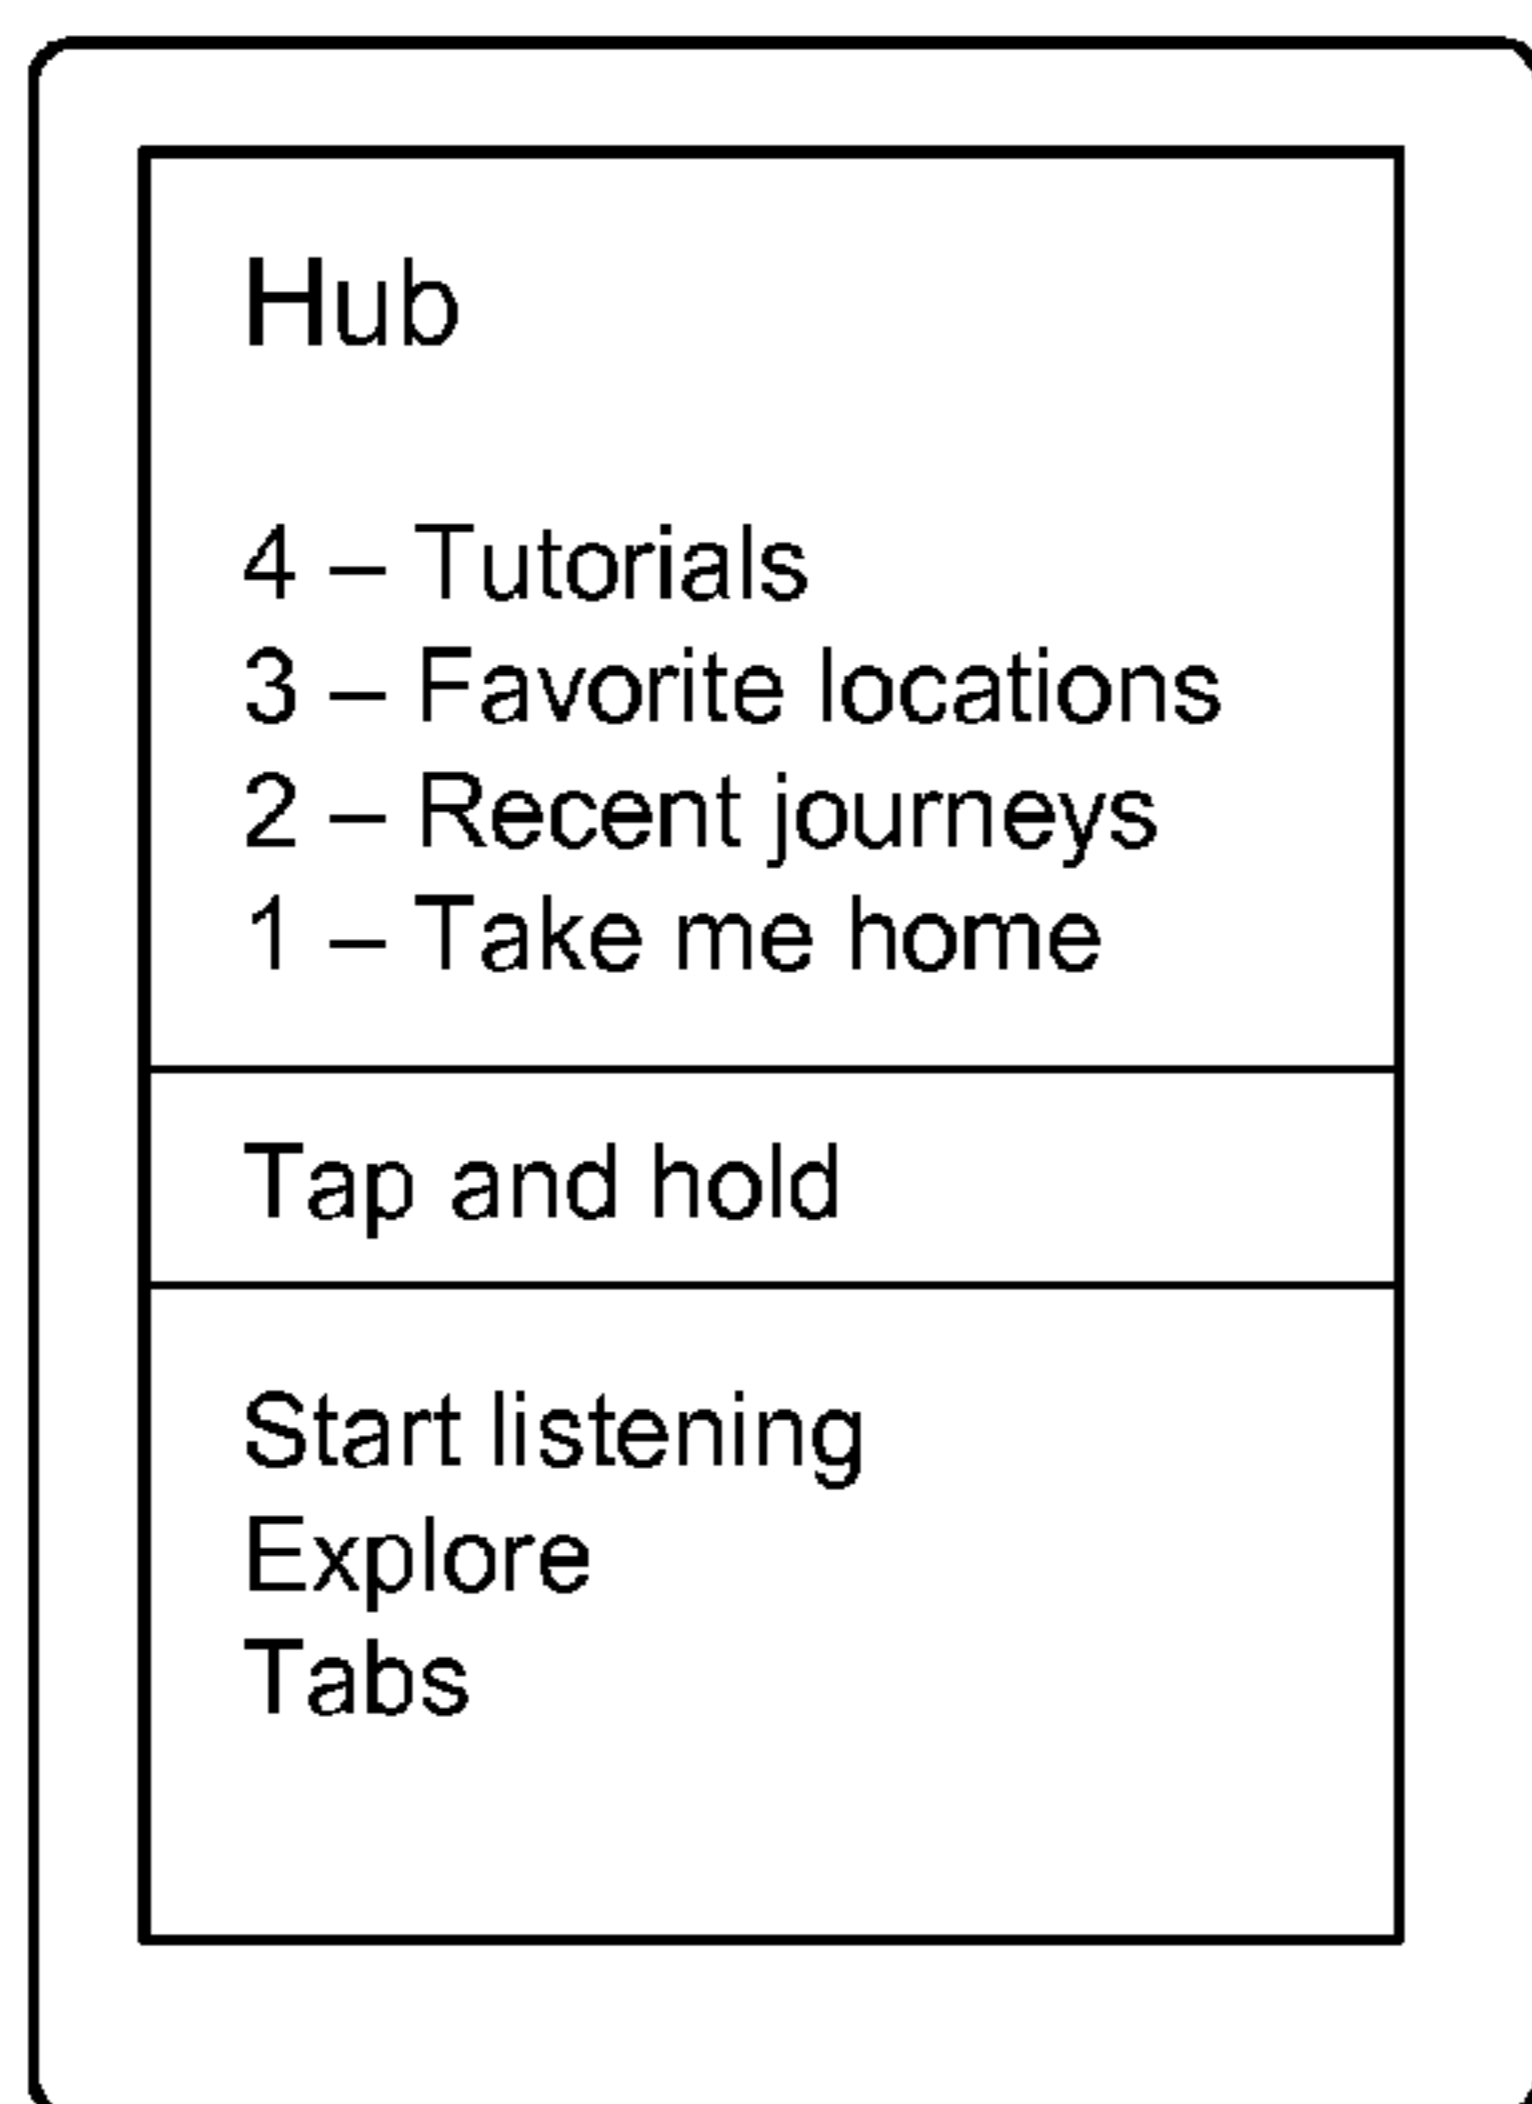 Hub
4 – Tutorials
3 – Favorite locations
2 – Recent journeys
1 – Take me home
Tap and hold
Start listening
Explore
Tabs